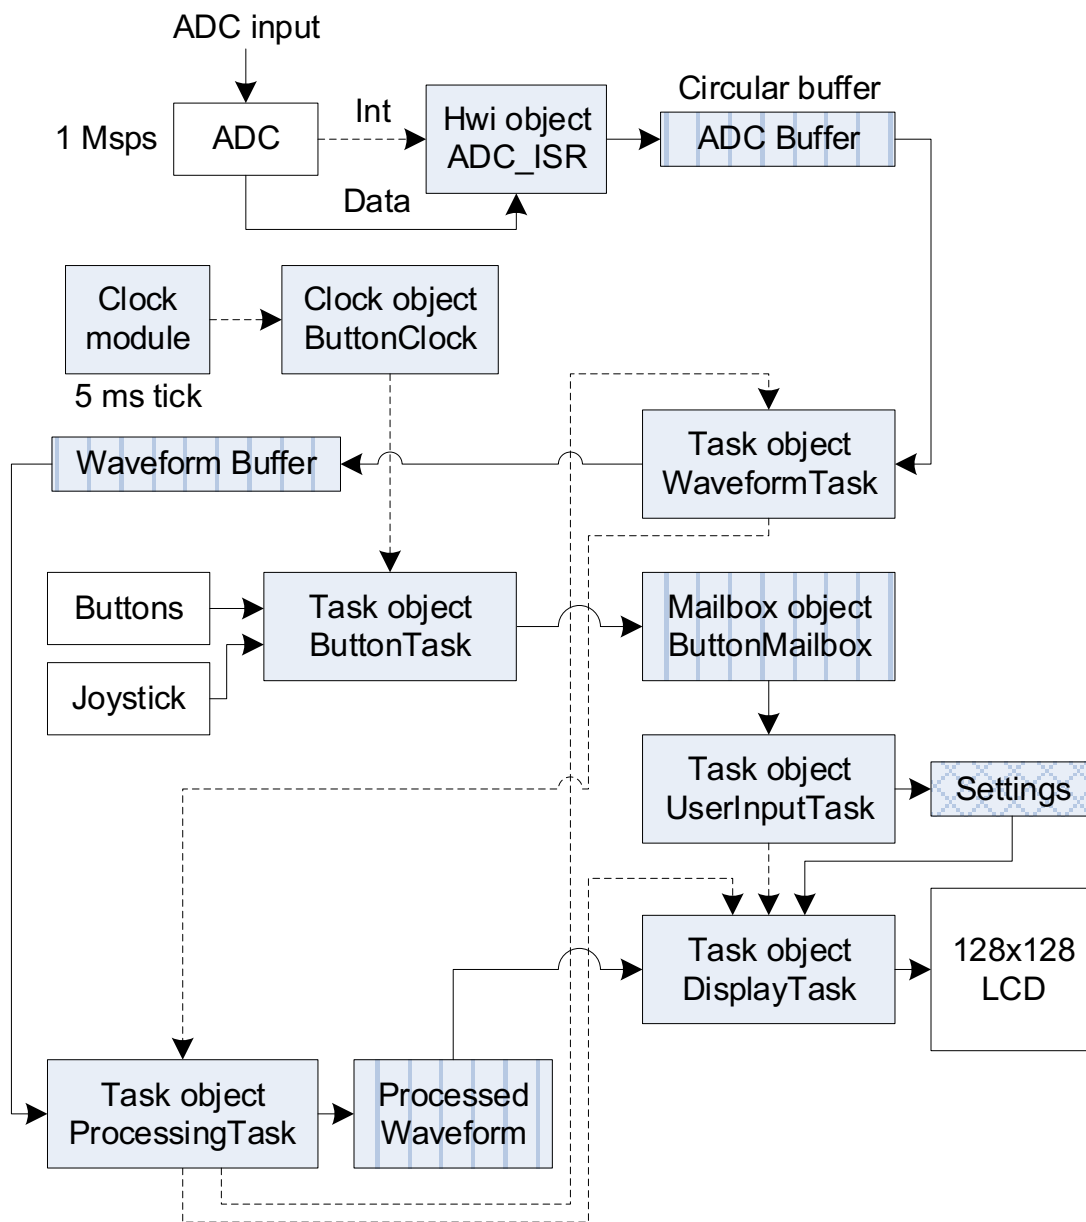 ADC input
1 Msps
ADC
Int
Data
Hwi object
ADC_ISR
Circular buffer
ADC Buffer
Clock
module
5 ms tick
Clock object
ButtonClock
Waveform Buffer
Task object
WaveformTask
Buttons
Joystick
Task object
ButtonTask
Mailbox object
ButtonMailbox
Task object
UserInputTask
Settings
Task object
DisplayTask
128x128
LCD
Task object
ProcessingTask
Processed
Waveform